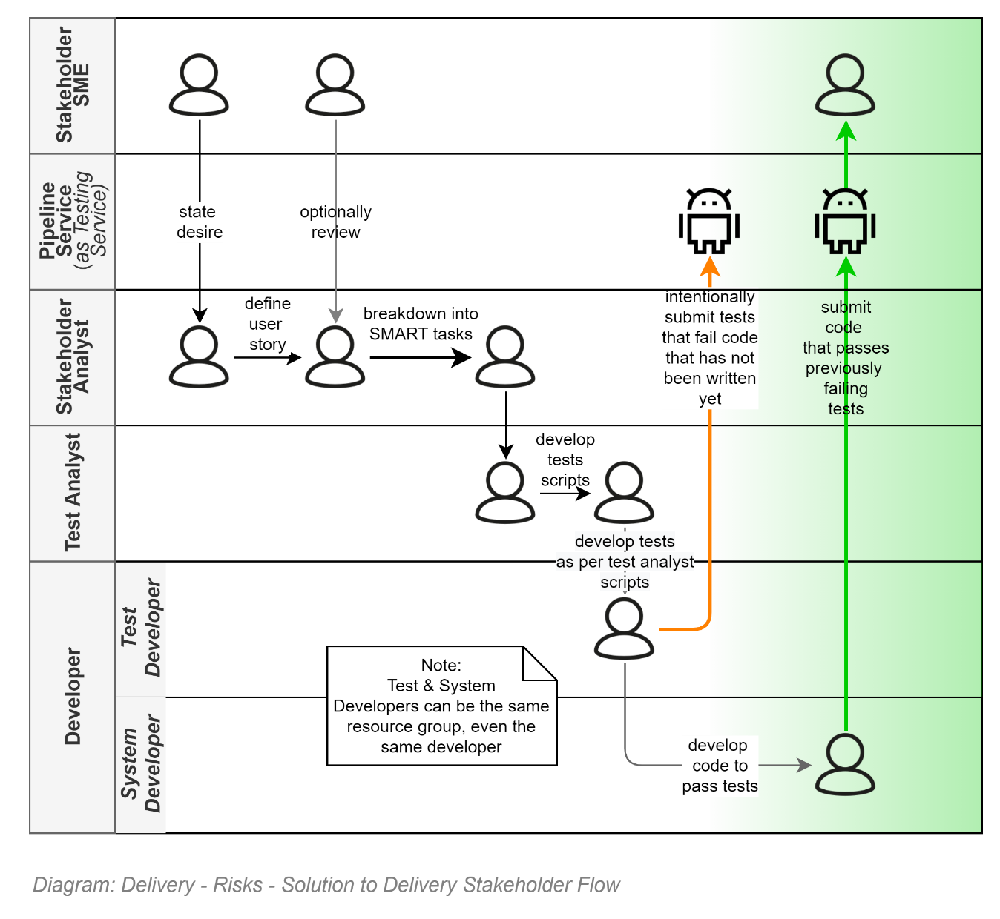 Stakeholder
SME
Pipeline
Service
(as Testing
Service)
state
desire
optionally
review
Stakeholder
Analyst
define
user
story
breakdown into
SMART tasks
intentionally
submit tests
that fail code
that has not
been written
yet
submit
code
that passes
previously
failing
tests
Test Analyst
develop
tests
scripts
develop tests
as per test analyst
scripts
Developer
Test
Developer
Note:
Test & System
Developers can be the same
resource group, even the
same developer
System
Developer
develop
code to
pass tests
Diagram: Delivery - Risks - Solution to Delivery Stakeholder Flow